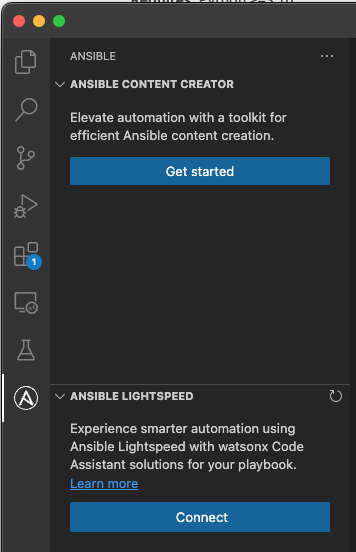 ANSIBLE
ANSIBLE CONTENT CREATOR
Elevate automation with a toolkit for
efficient Ansible content creation.
Get started
1
ANSIBLE LIGHTSPEED
Experience smarter automation using
Ansible Lightspeed with watsonx Code
Assistant solutions for your playbook.
Learn more
Connect